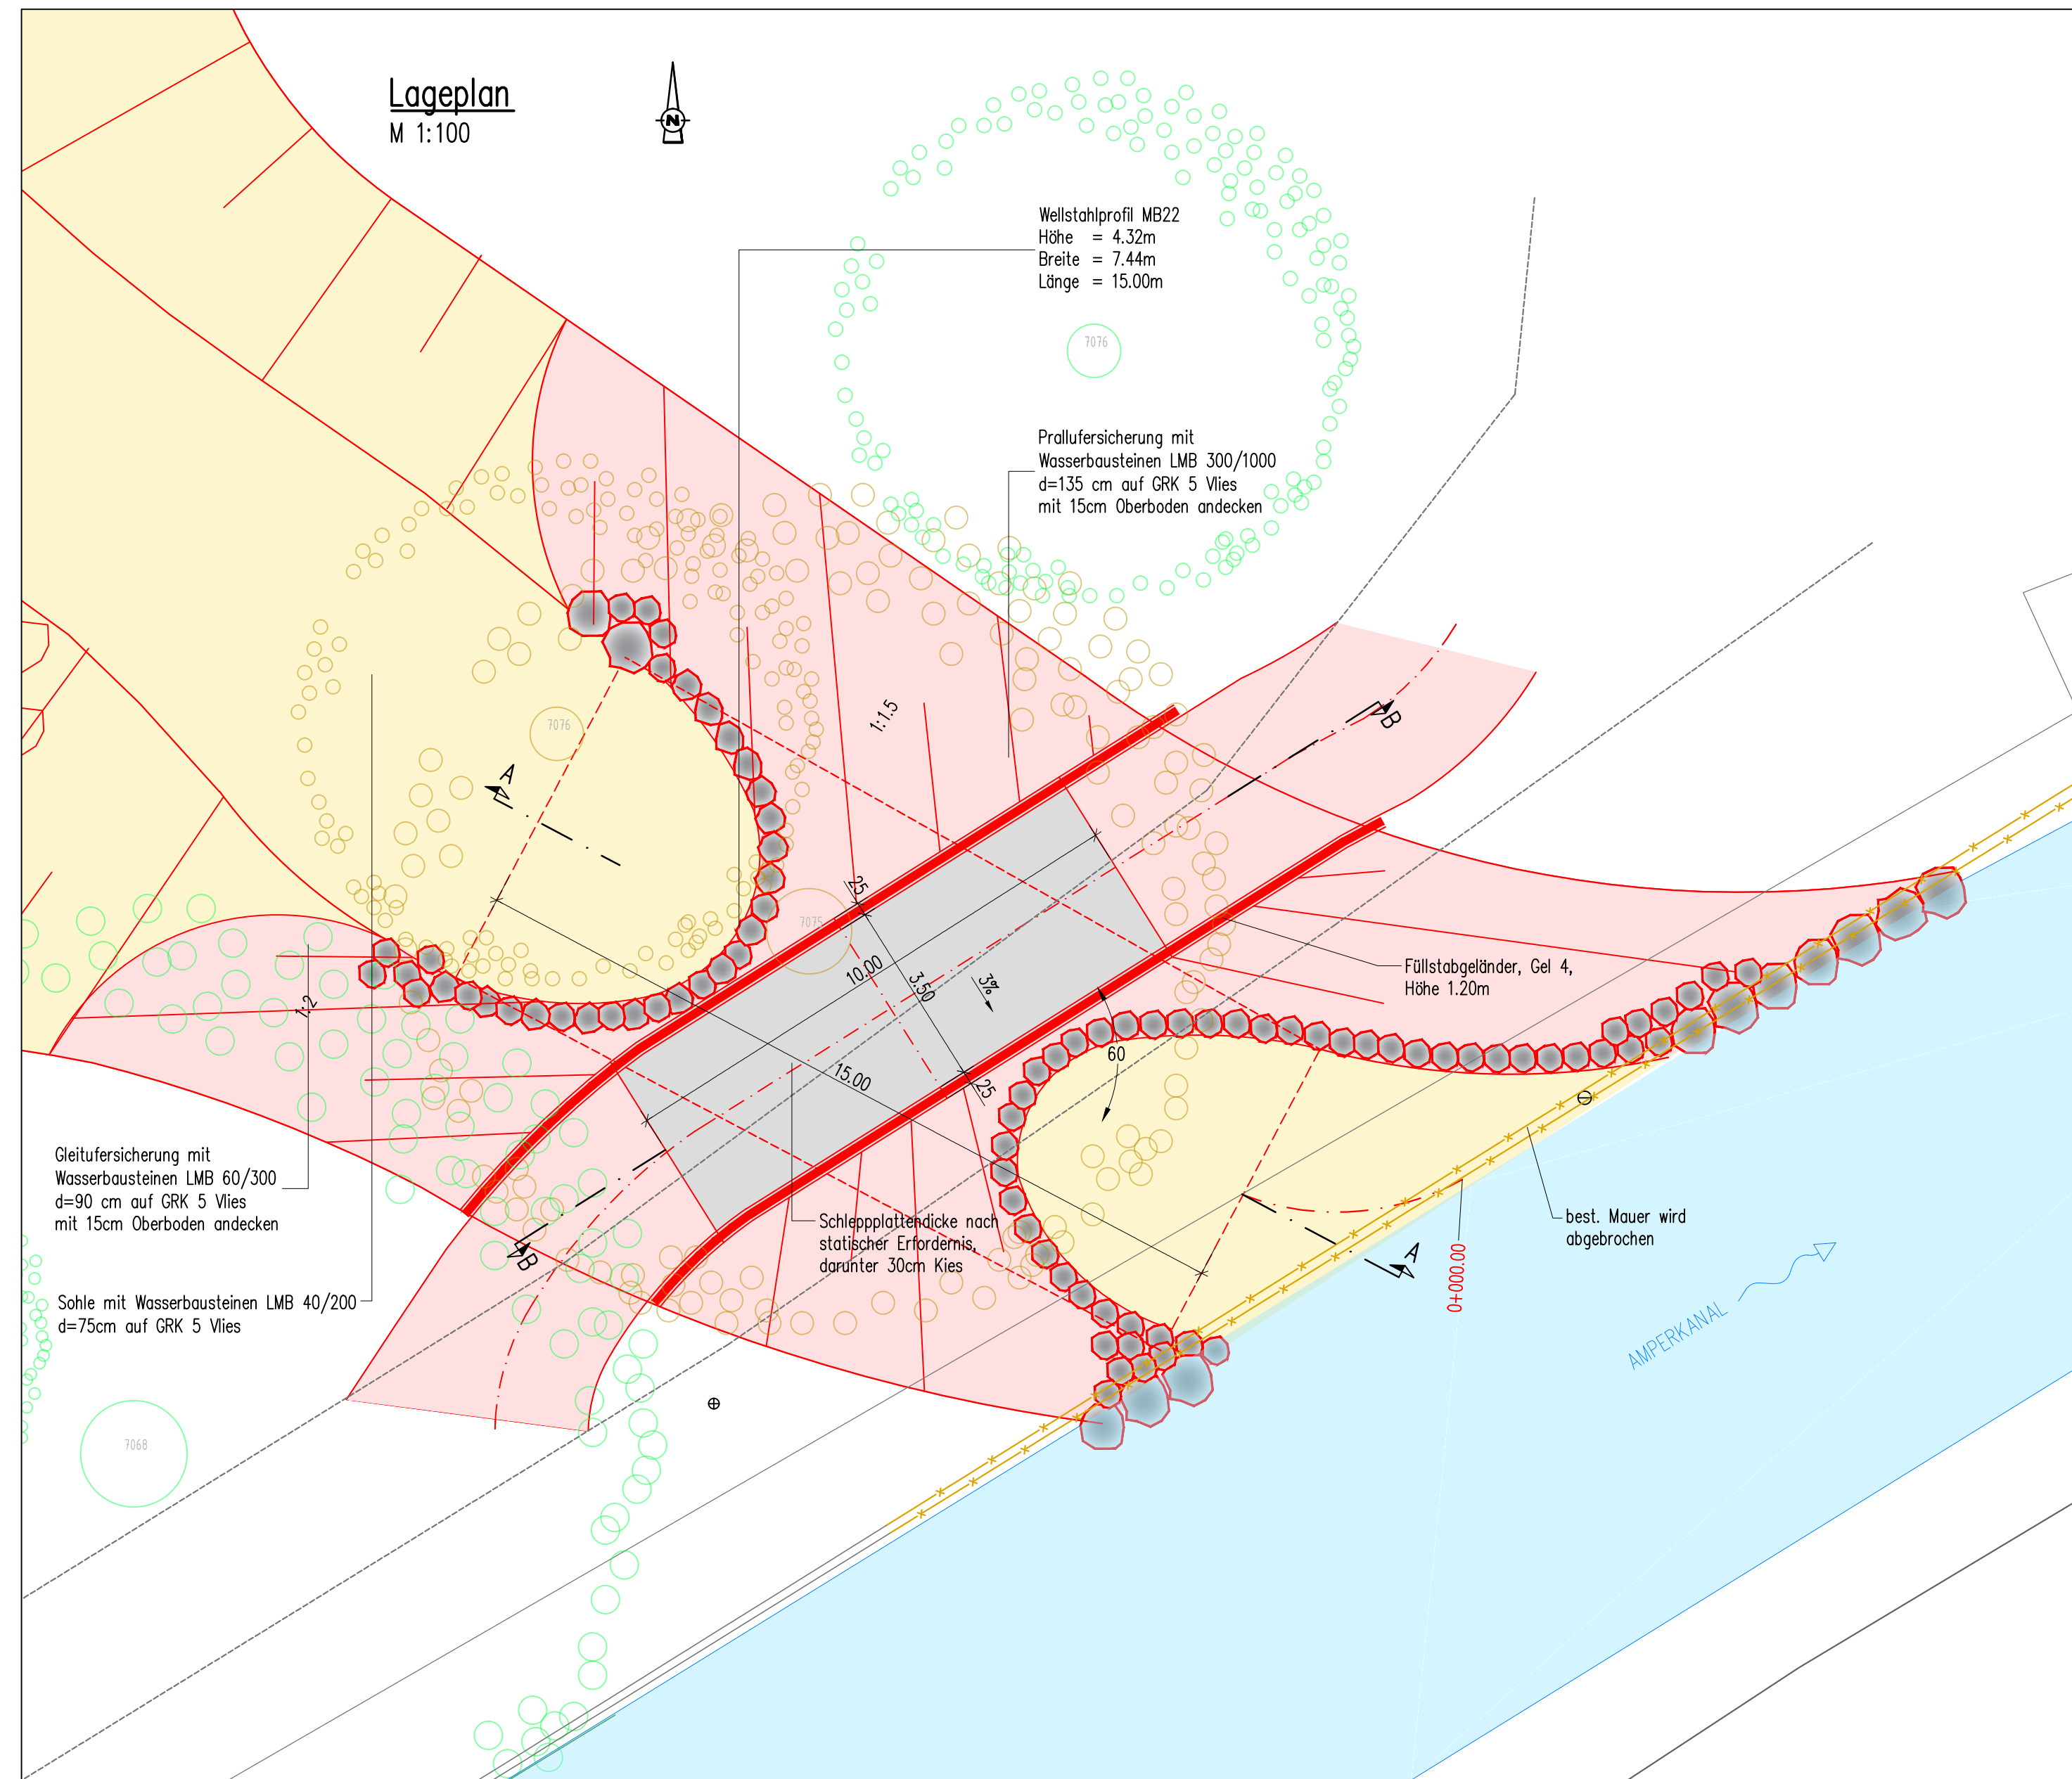 Lageplan
M 1:100
N
Wellstahlprofil MB22
Höhe = 4.32m
Breite = 7.44m
Länge = 15.00m
7076
Prallufersicherung mit
Wasserbausteinen LMB 300/1000
d=135 cm auf GRK 5 Vlies
mit 15cm Oberboden andecken
1:1.5
B
7076
A
25
7075
10.00
3.50
3%
Füllstabgeländer, Gel 4,
Höhe 1.20m
1:2
15.00
60
25
Gleitufersicherung mit
Wasserbausteinen LMB 60/300
d=90 cm auf GRK 5 Vlies
mit 15cm Oberboden andecken
Schleppplattendicke nach
statischer Erfordernis,
darunter 30cm Kies
best. Mauer wird
abgebrochen
B
A
0+000.00
Sohle mit Wasserbausteinen LMB 40/200
d=75cm auf GRK 5 Vlies
AMPERKANAL
7068